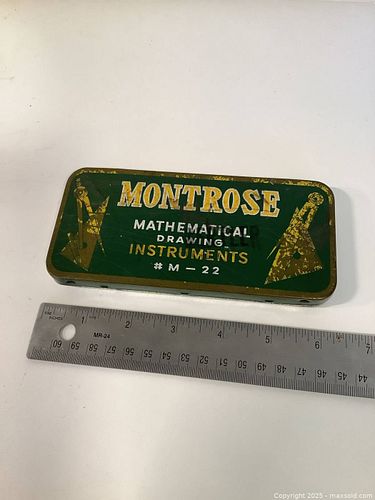 MONTROSE
MATHEMATICAL
DRAWING
INSTRUMENTS
# M - 22
1 2 3 4 5 6 7
INCHES
MR-24
60 59 58 57 56 55 54 53 52 51 50 49 48 47 46 45 44
Copyright © 2025 - maxsold.com